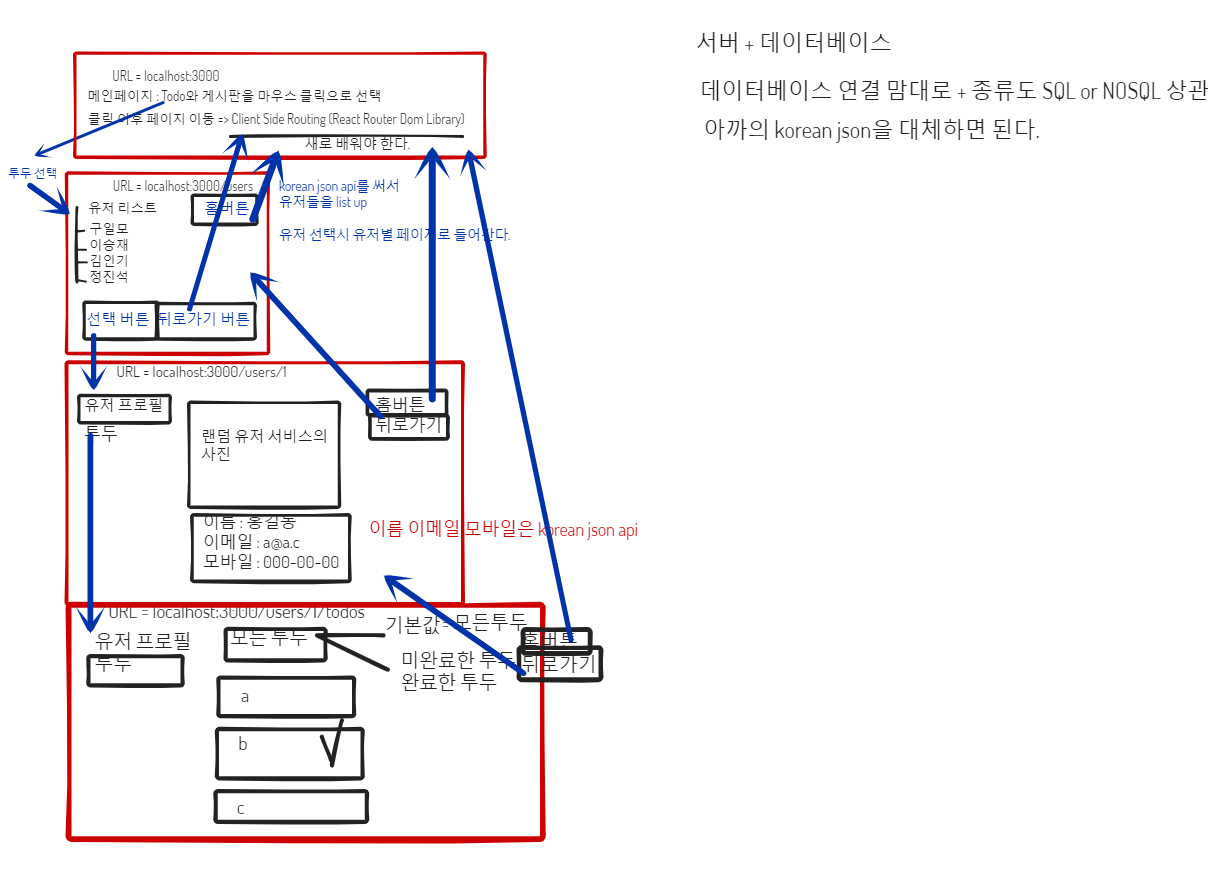 서버 + 데이터베이스
데이터베이스 연결 맘대로 + 종류도 SQL or NOSQL 상관
아까의 korean json을 대체하면 된다.
URL = localhost:3000
메인페이지 : Todo와 게시판을 마우스 클릭으로 선택
클릭 이후 페이지 이동 => Client Side Routing (React Router Dom Library)
새로 배워야 한다.
투두 선택
URL = localhost:3000/users
유저 리스트
홈버튼
구일모
이승재
김인기
정진석
선택 버튼
뒤로가기 버튼
korean json api를 써서
유저들을 list up
유저 선택시 유저별 페이지로 들어간다.
URL = localhost:3000/users/1
유저 프로필
투두
랜덤 유저 서비스의
사진
홈버튼
뒤로가기
이름 : 홍길동
이메일 : a@a.c
모바일 : 000-00-00
이름 이메일 모바일은 korean json api
URL = localhost:3000/users/1/todos
유저 프로필
투두
모든 투두
기본값= 모든투두
미완료한 투두
완료한 투두
홈버튼
뒤로가기
a
b
c